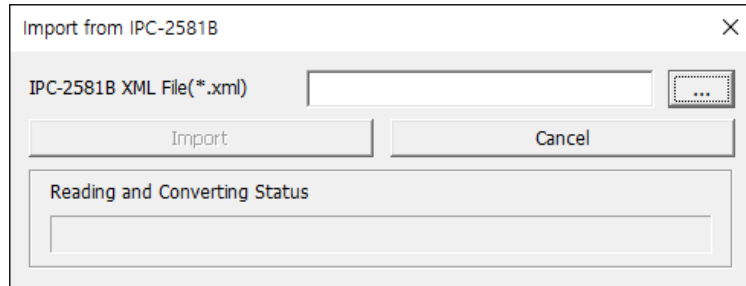 Import from IPC-2581B
IPC-2581B XML File(*.xml)
...
Import
Cancel
Reading and Converting Status